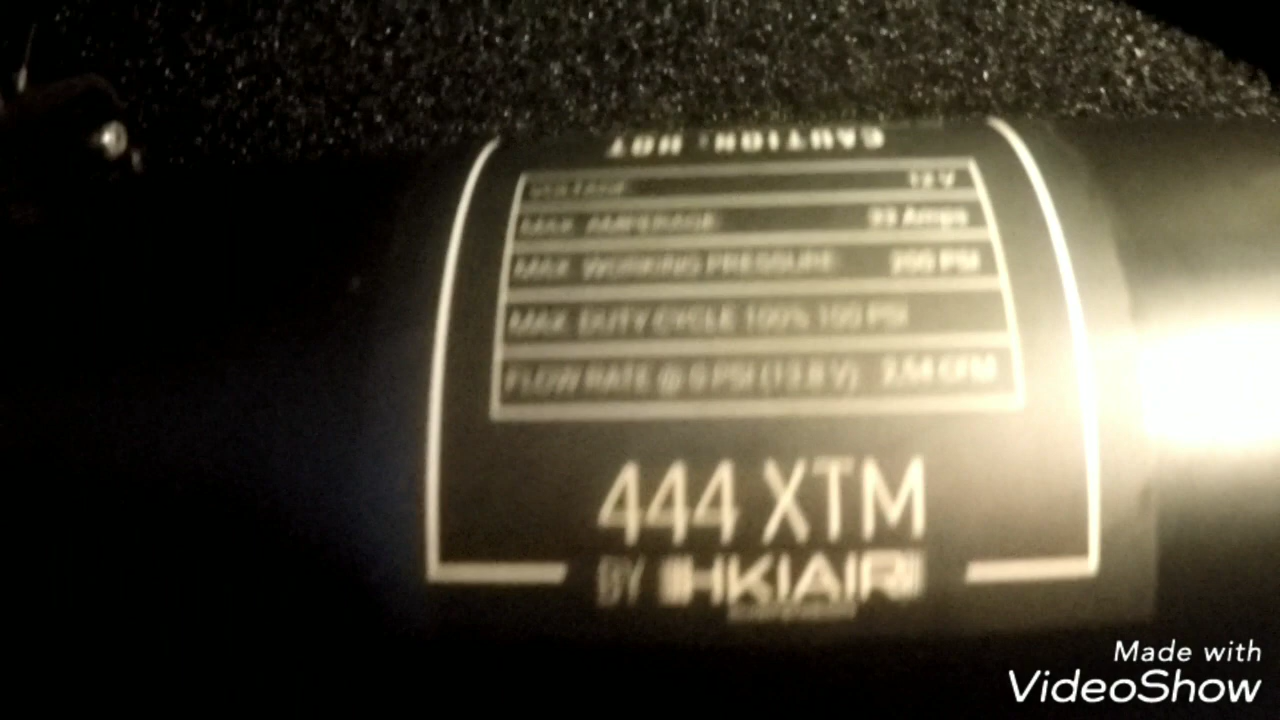 CAUTION: HOT
VOLTAGE 12 V
MAX. AMPERAGE Amps
MAX. WORKING PRESSURE 200 PSI
MAX. DUTY CYCLE 100% 100 PSI
FLOW RATE @ 0 PSI (13.8 V) 2.54 CFM
444 XTM
BY HKIAIR
Made with
VideoShow